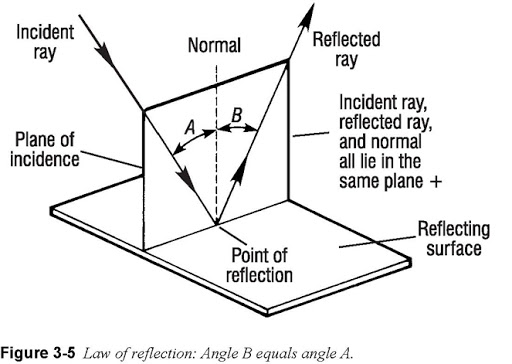 Incident
ray
Normal
Reflected
ray
A
B
Incident ray,
reflected ray,
and normal
all lie in the
same plane +
Plane of
incidence
Reflecting
surface
Point of
reflection
Figure 3-5 Law of reflection: Angle B equals angle A.